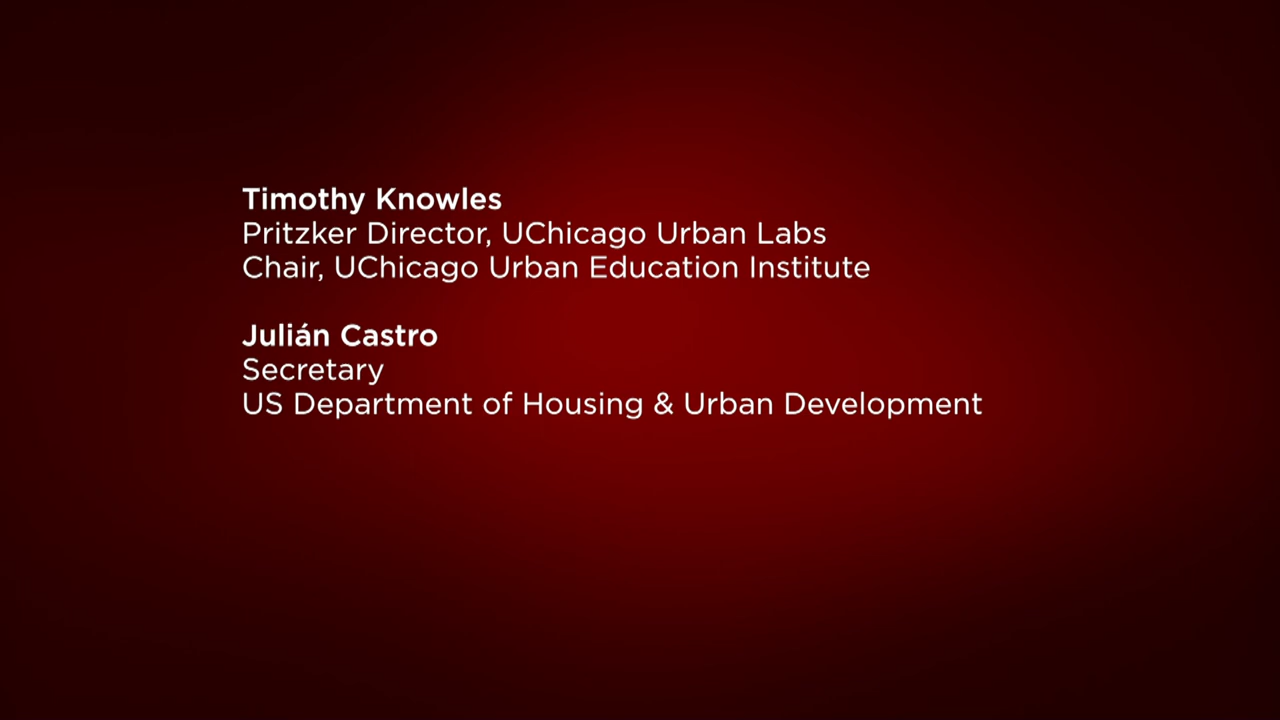 Timothy Knowles
Pritzker Director, UChicago Urban Labs
Chair, UChicago Urban Education Institute
Julián Castro
Secretary
US Department of Housing & Urban Development